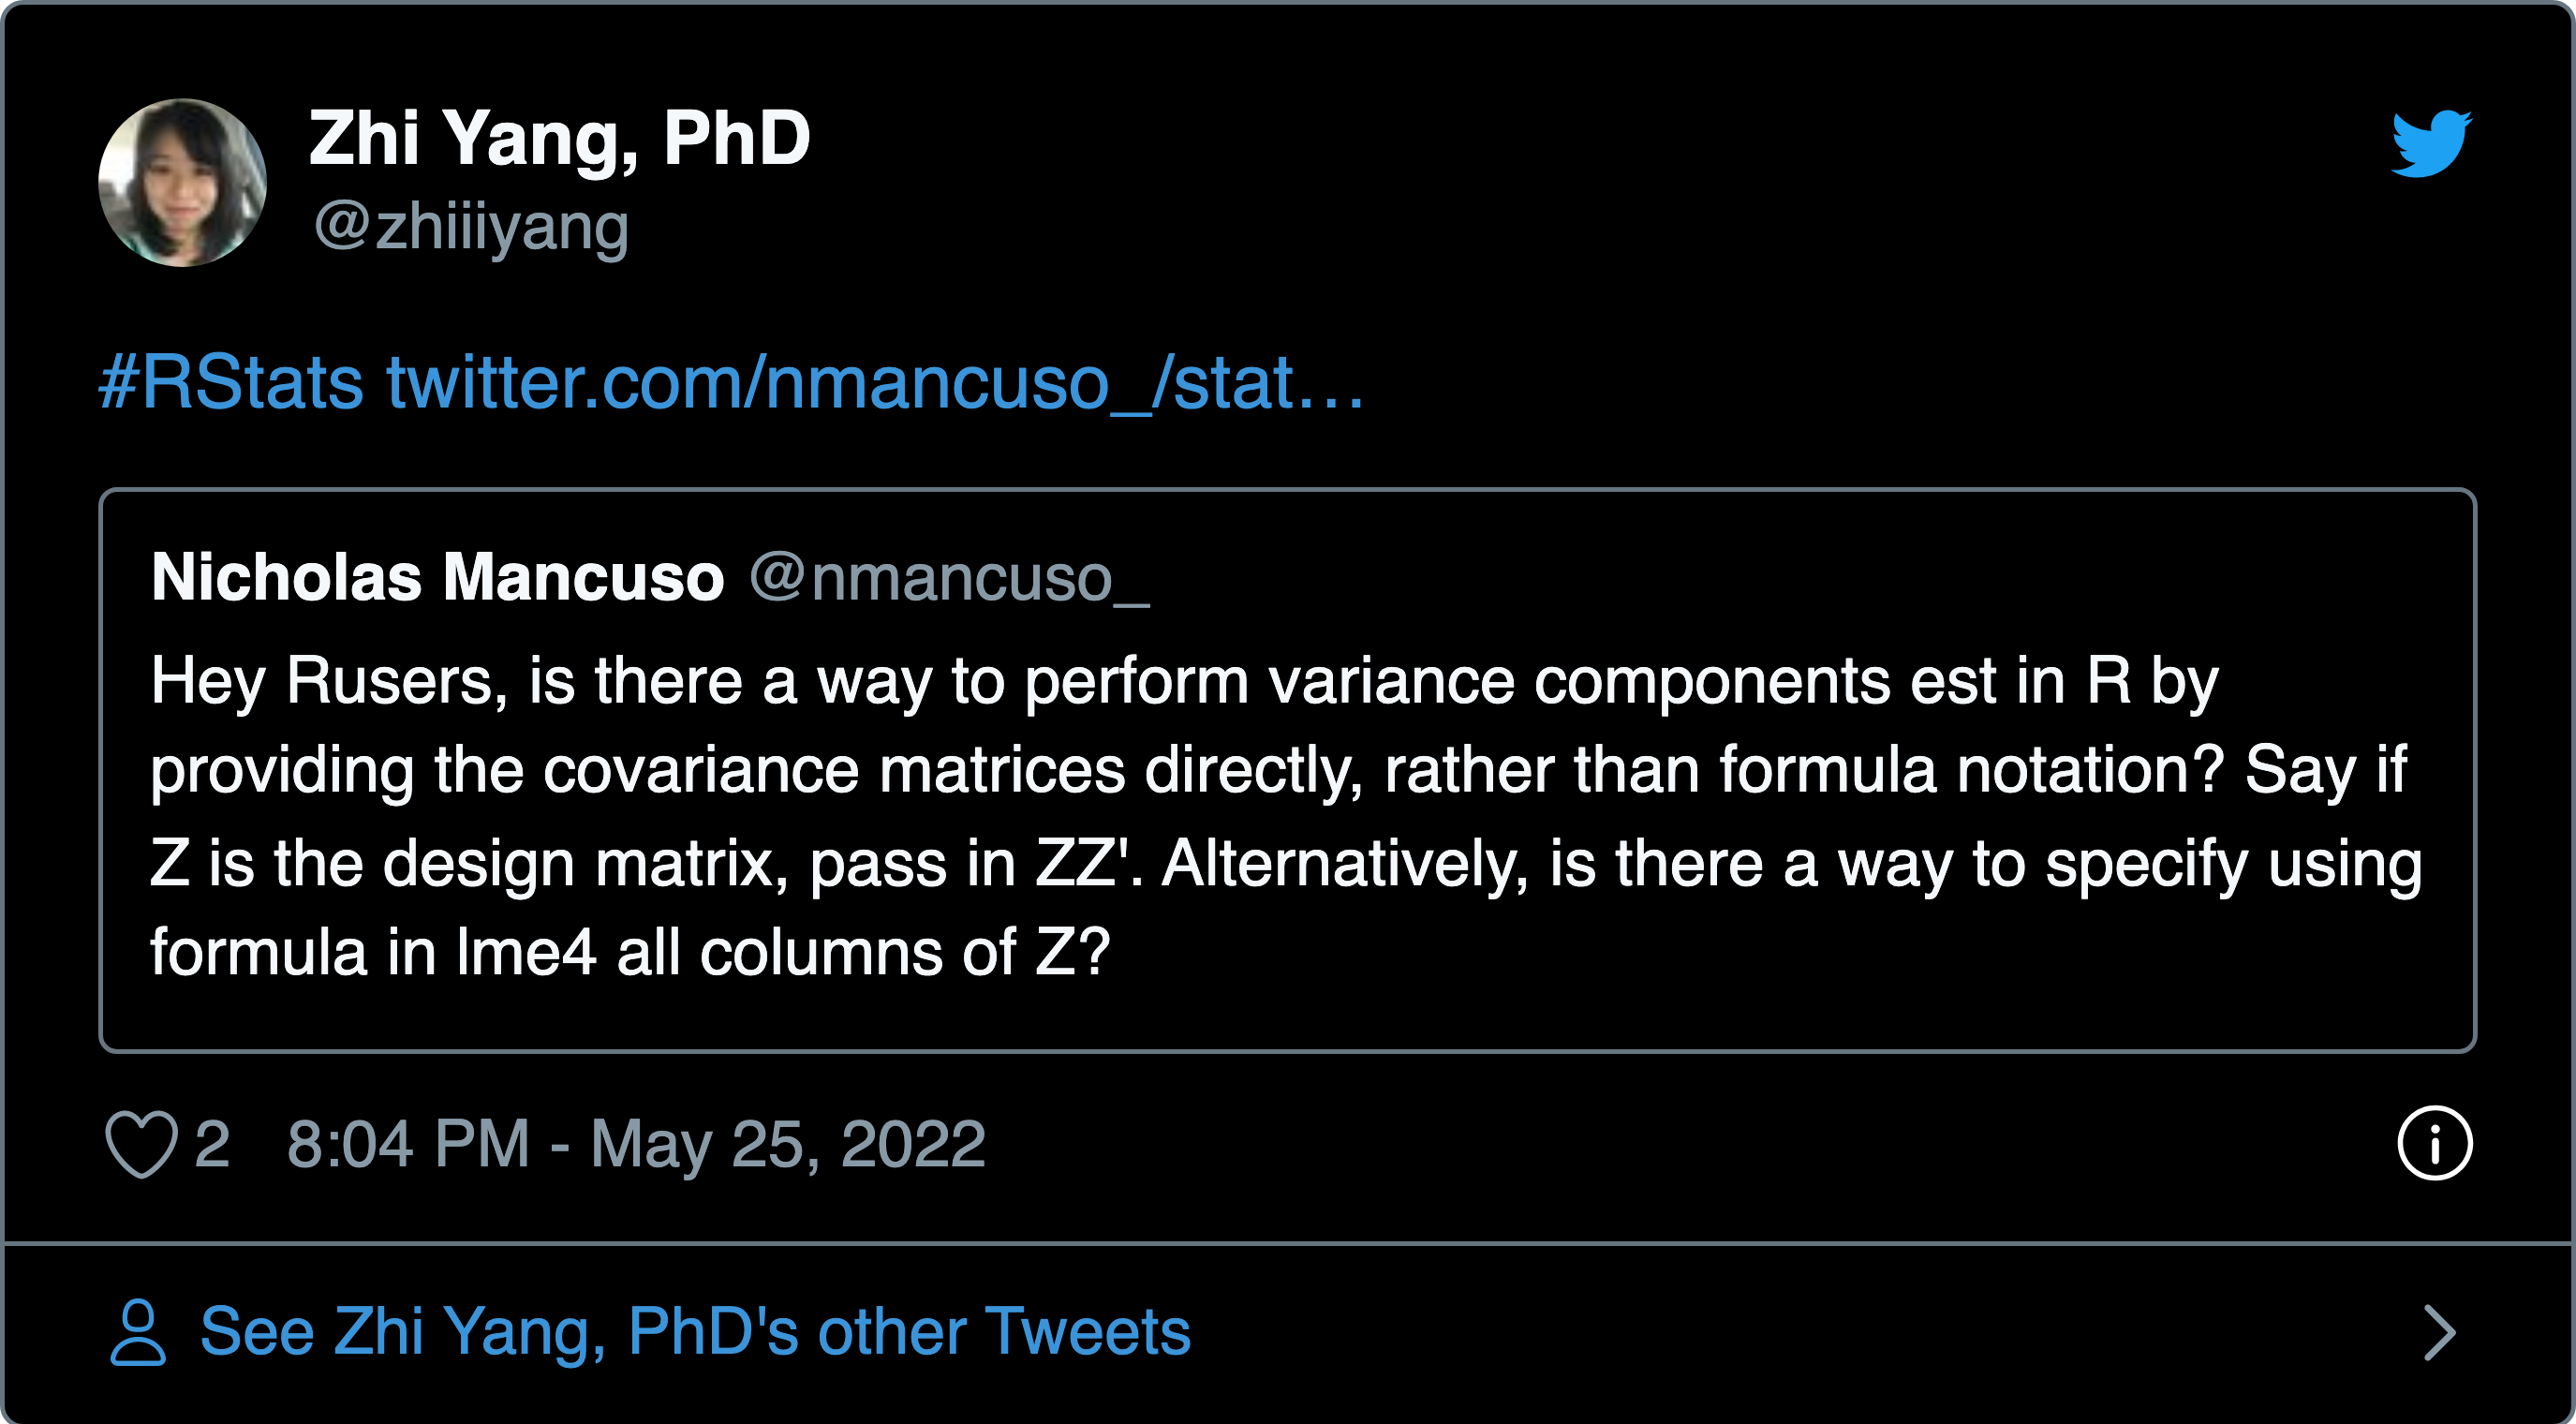 Zhi Yang, PhD
@zhiiiyang
#RStats twitter.com/nmancuso_/stat…
Nicholas Mancuso @nmancuso_
Hey Rusers, is there a way to perform variance components est in R by
providing the covariance matrices directly, rather than formula notation? Say if
Z is the design matrix, pass in ZZ'. Alternatively, is there a way to specify using
formula in lme4 all columns of Z?
2 8:04 PM - May 25, 2022
See Zhi Yang, PhD's other Tweets